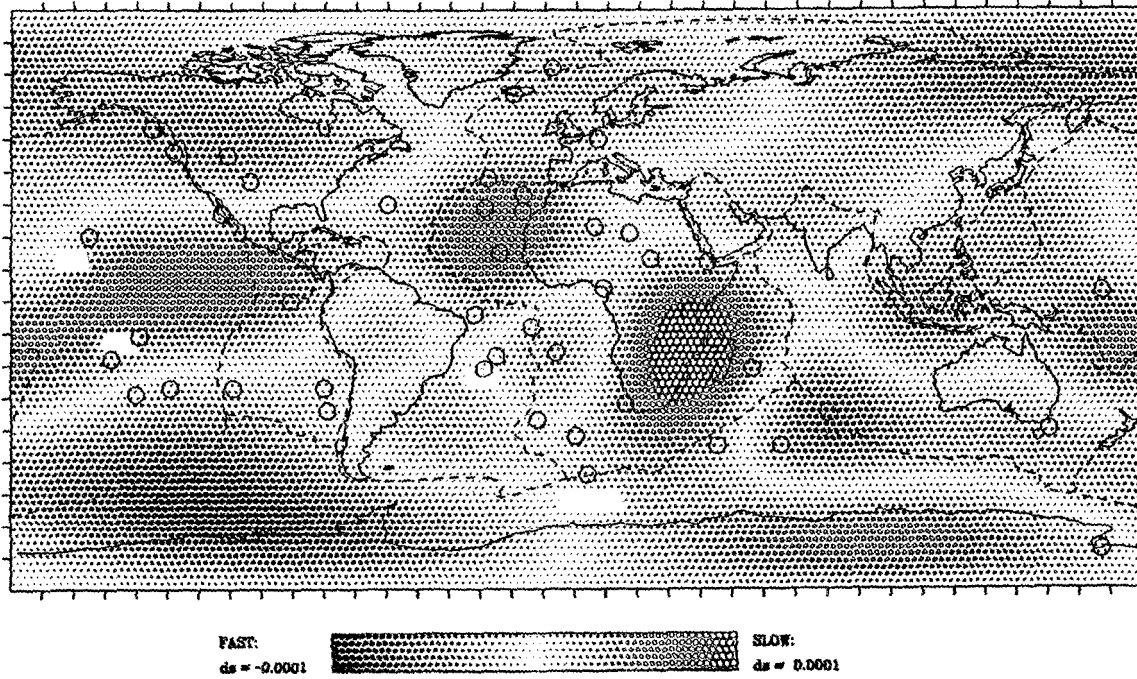 FAST: SLOW:
ds = -0.0001 ds = 0.0001